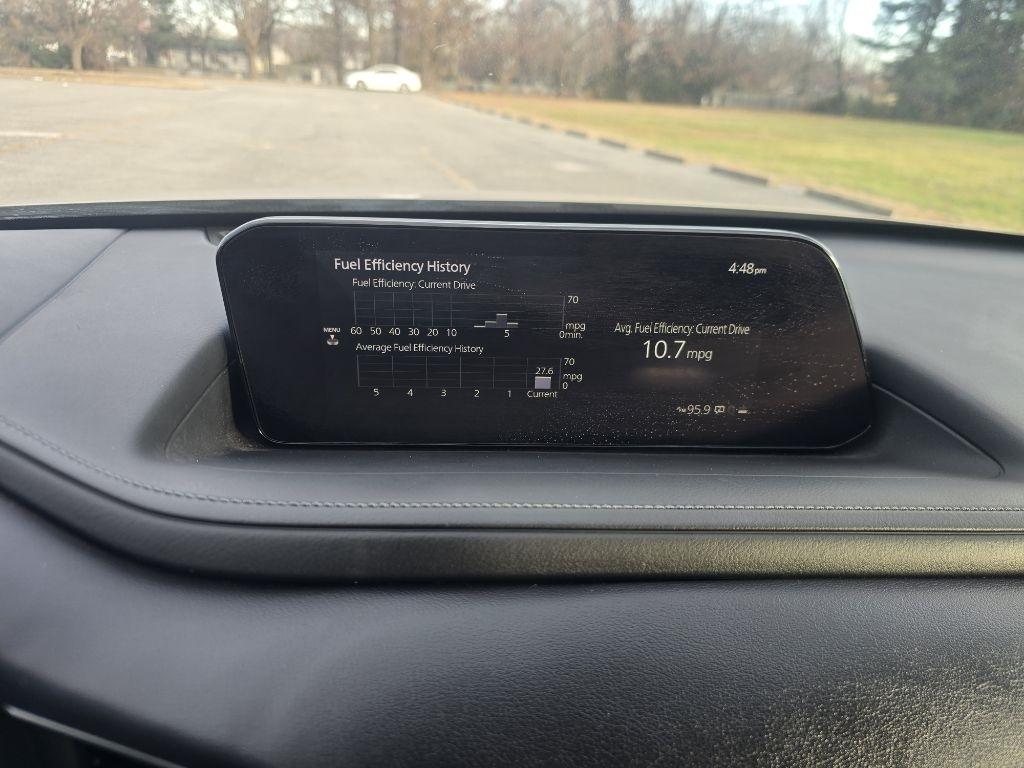 Fuel Efficiency History
4:48pm
Fuel Efficiency: Current Drive
70
mpg
MENU
60 50 40 30 20 10 5 0min.
Avg. Fuel Efficiency: Current Drive
10.7 mpg
Average Fuel Efficiency History
70
27.6
mpg
0
5 4 3 2 1 Current
95.9